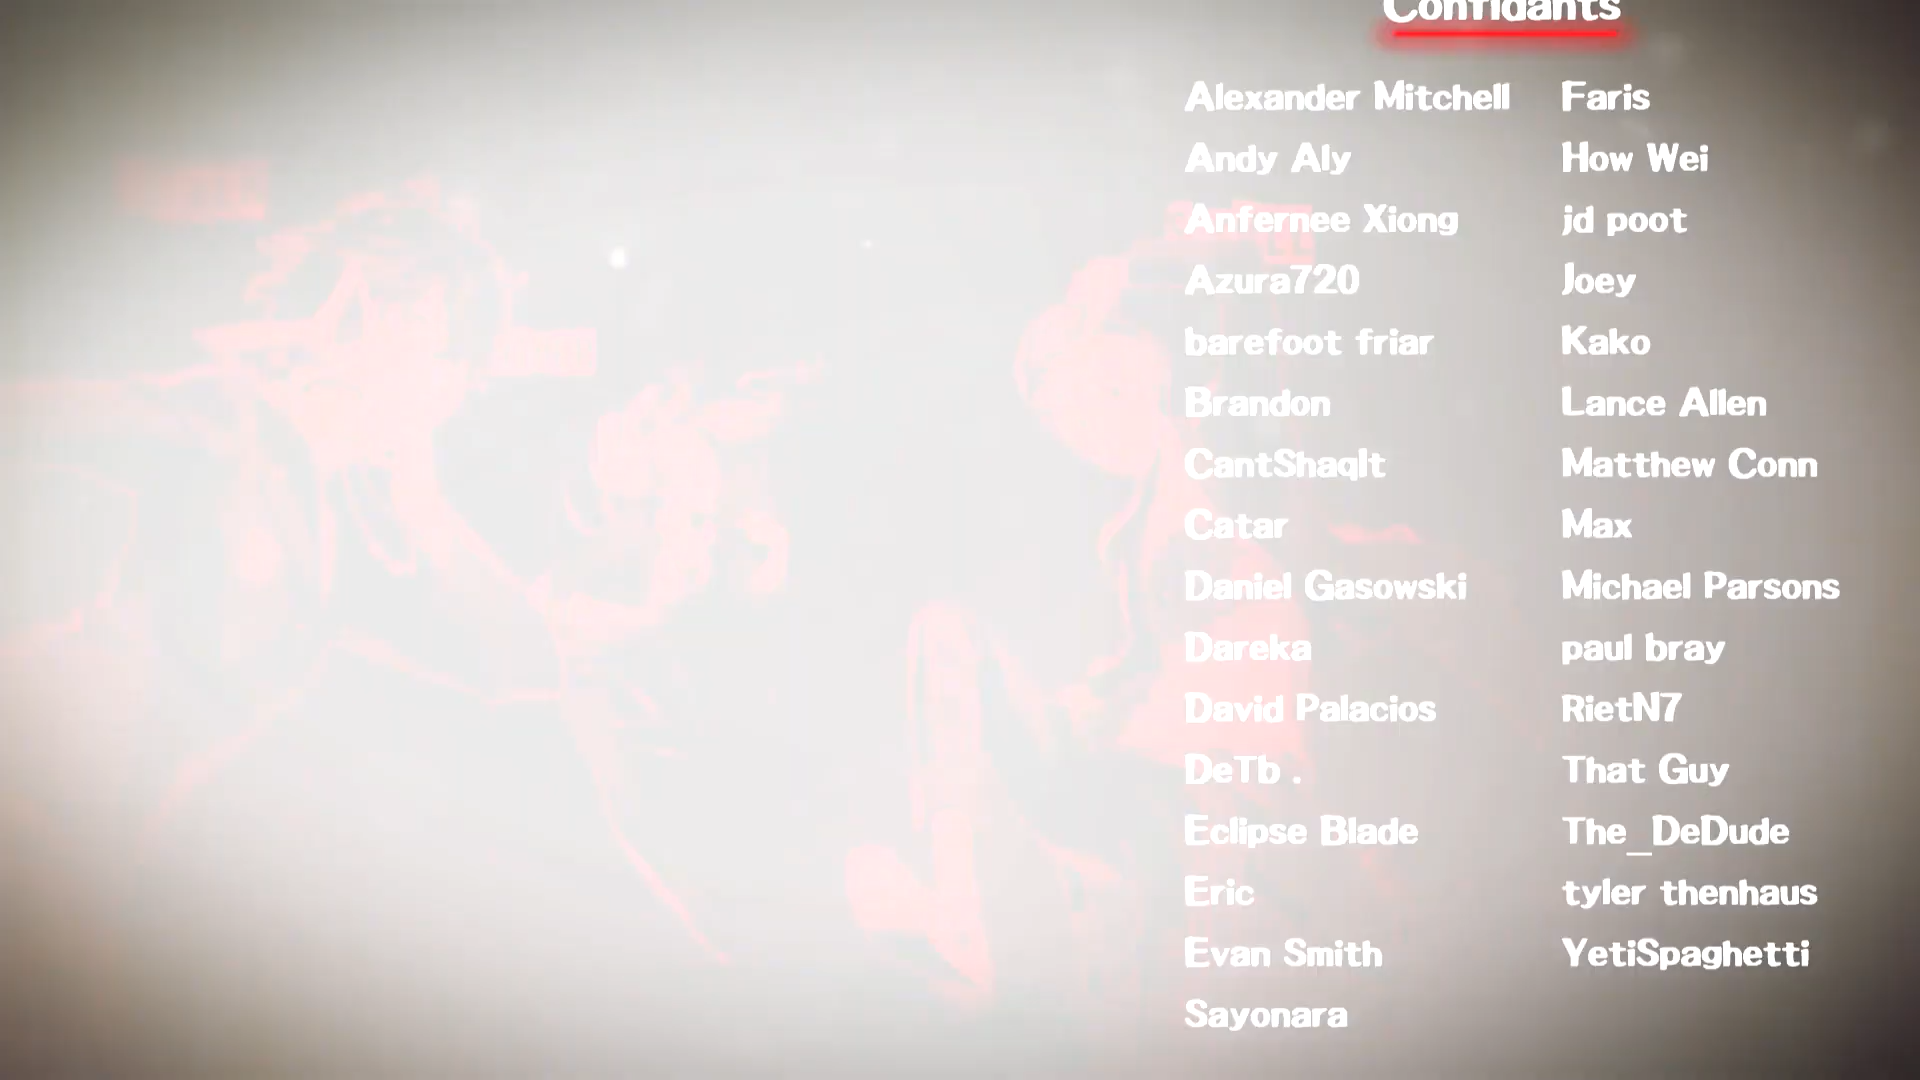 Confidants
Alexander Mitchell
Andy Aly
Anfernee Xiong
Azura720
barefoot friar
Brandon
CantShaqIt
Catar
Daniel Gasowski
Dareka
David Palacios
DeTb .
Eclipse Blade
Eric
Evan Smith
Sayonara
Faris
How Wei
jd poot
Joey
Kako
Lance Allen
Matthew Conn
Max
Michael Parsons
paul bray
RietN7
That Guy
The_DeDude
tyler thenhaus
YetiSpaghetti